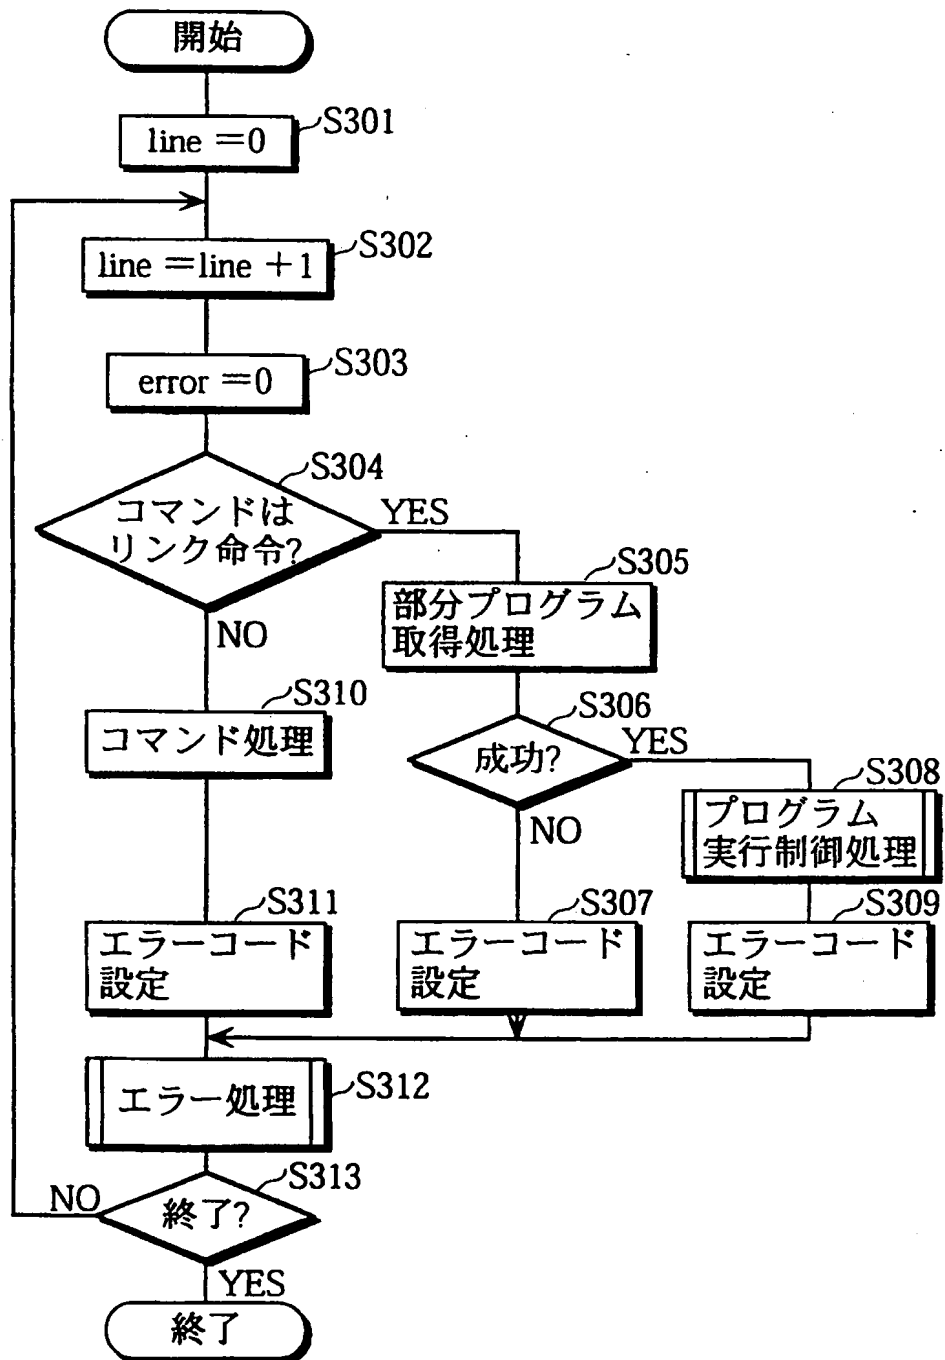 開始
S301
line =0
S302
line =line +1
S303
error =0
S304
コマンドは
リンク命令?
YES
NO
S305
部分プログラム
取得処理
S306
成功?
YES
NO
S308
プログラム
実行制御処理
S310
コマンド処理
S311
エラーコード
設定
S307
エラーコード
設定
S309
エラーコード
設定
S312
エラー処理
S313
終了?
NO
YES
終了